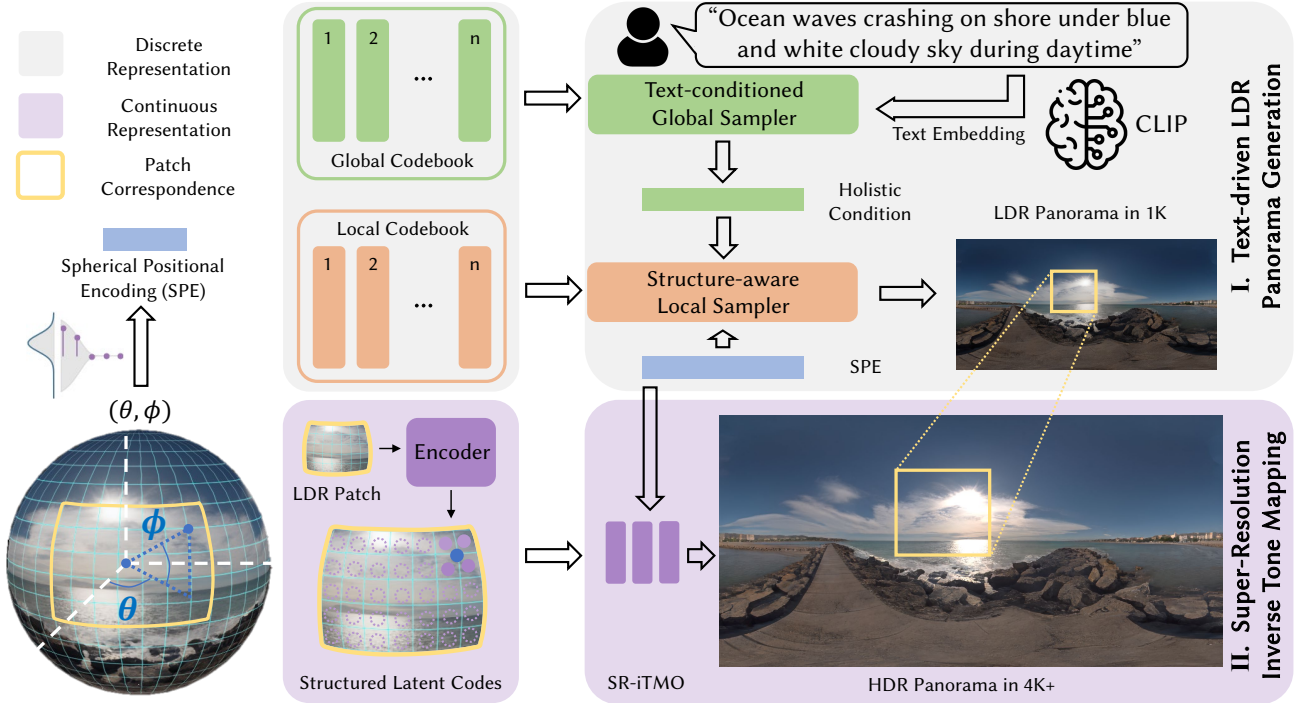 Discrete
Representation
Continuous
Representation
Patch
Correspondence
Spherical Positional
Encoding (SPE)
(θ, ϕ)
ϕ
θ
1
2
...
n
Global Codebook
Local Codebook
1
2
...
n
“Ocean waves crashing on shore under blue
and white cloudy sky during daytime”
Text-conditioned
Global Sampler
Text Embedding
CLIP
Holistic
Condition
Structure-aware
Local Sampler
SPE
LDR Panorama in 1K
I. Text-driven LDR
Panorama Generation
LDR Patch
Encoder
Structured Latent Codes
SR-iTMO
HDR Panorama in 4K+
II. Super-Resolution
Inverse Tone Mapping